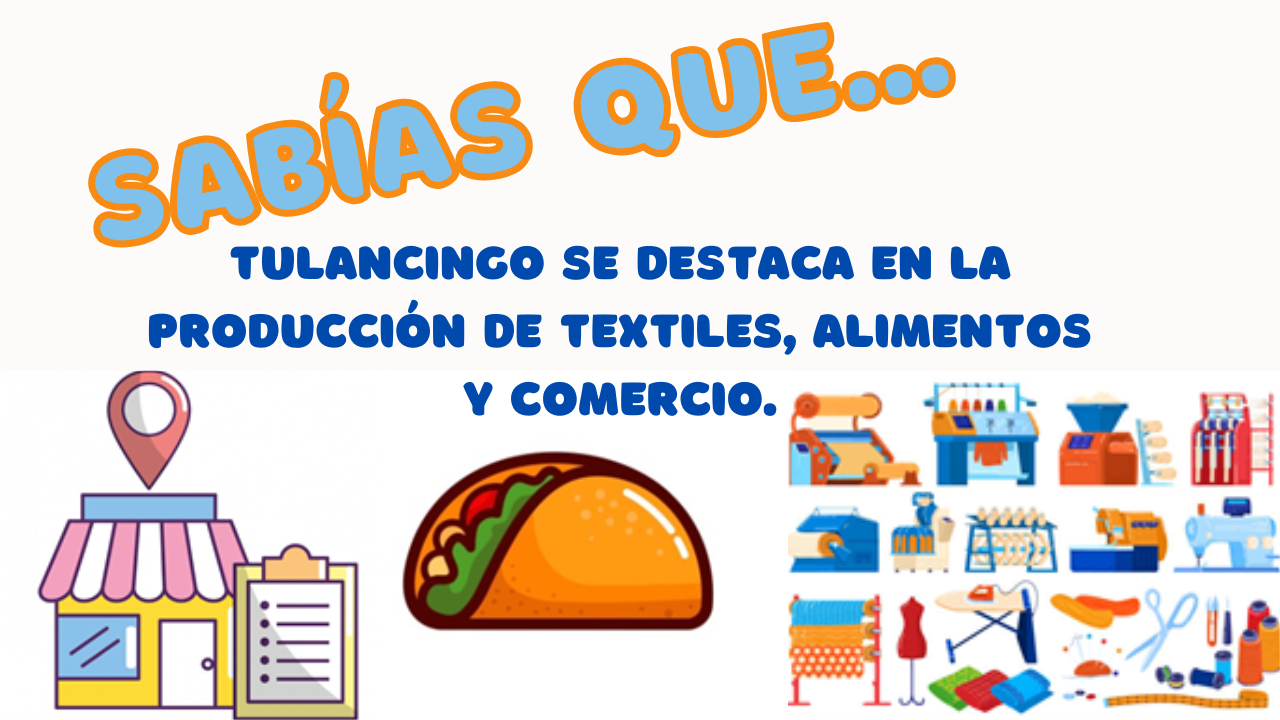 SABÍAS QUE...
TULANCINGO SE DESTACA EN LA
PRODUCCIÓN DE TEXTILES, ALIMENTOS
Y COMERCIO.